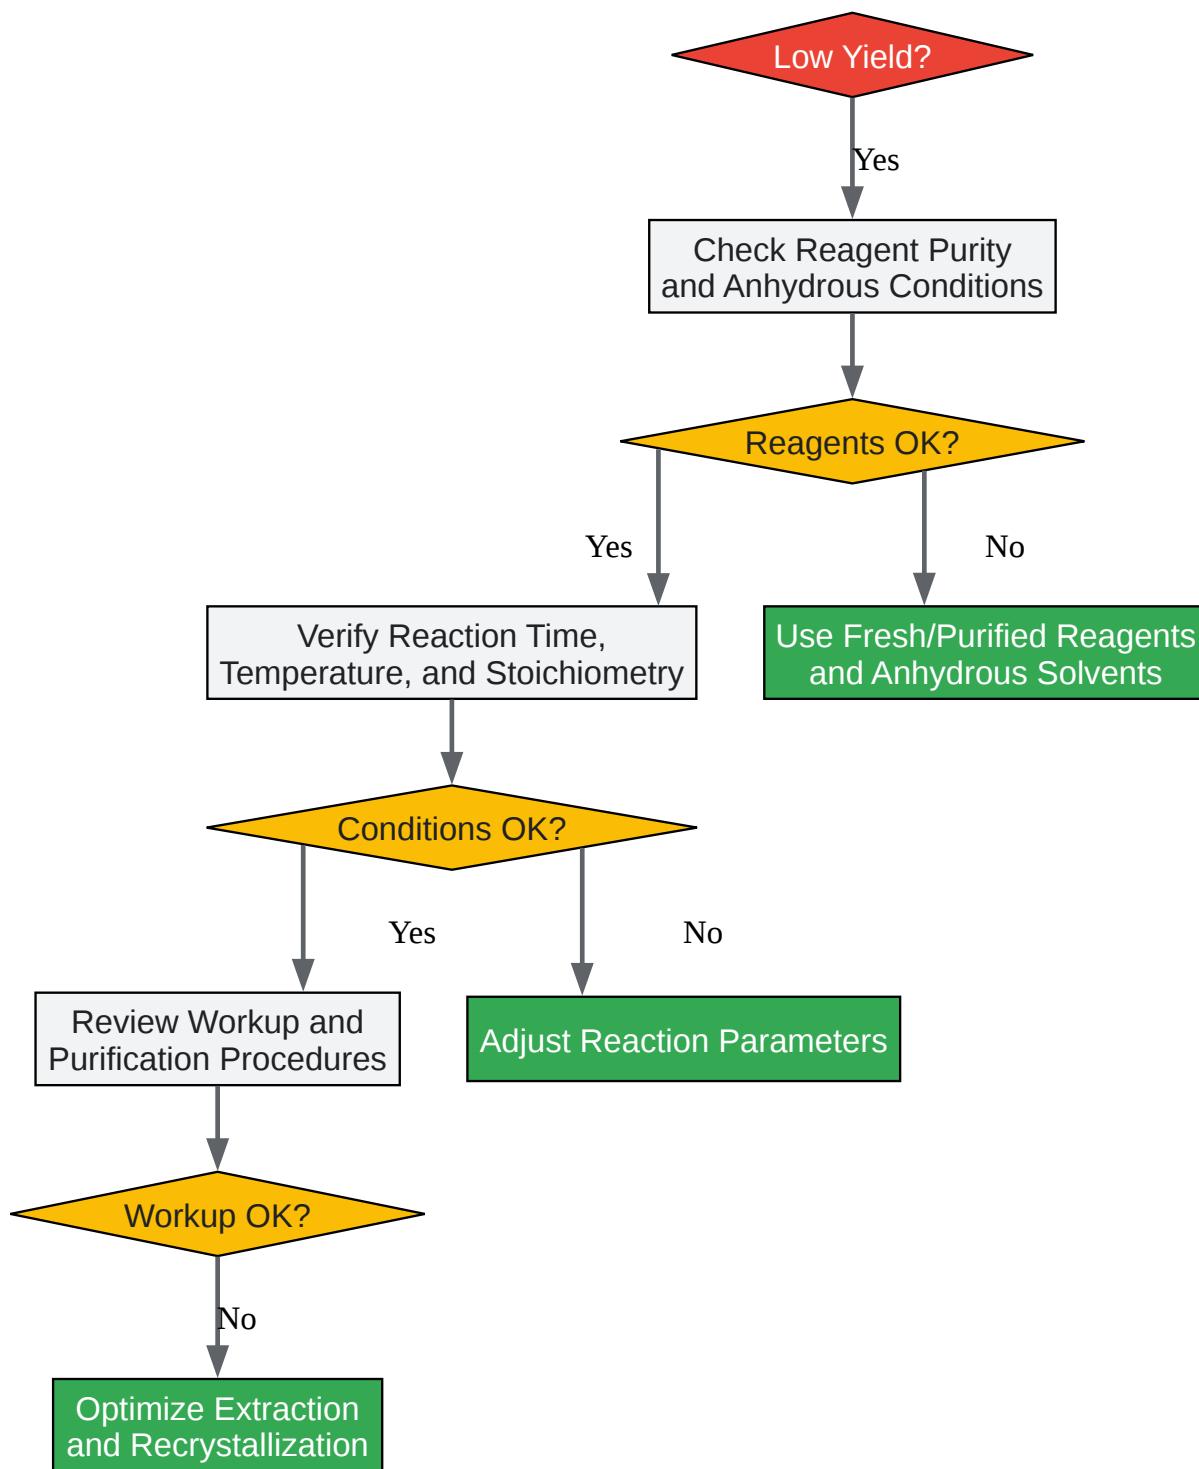 Low Yield?
Yes
Check Reagent Purity
and Anhydrous Conditions
Reagents OK?
Yes
No
Verify Reaction Time,
Temperature, and Stoichiometry
Use Fresh/Purified Reagents
and Anhydrous Solvents
Conditions OK?
Yes
No
Review Workup and
Purification Procedures
Adjust Reaction Parameters
Workup OK?
No
Optimize Extraction
and Recrystallization